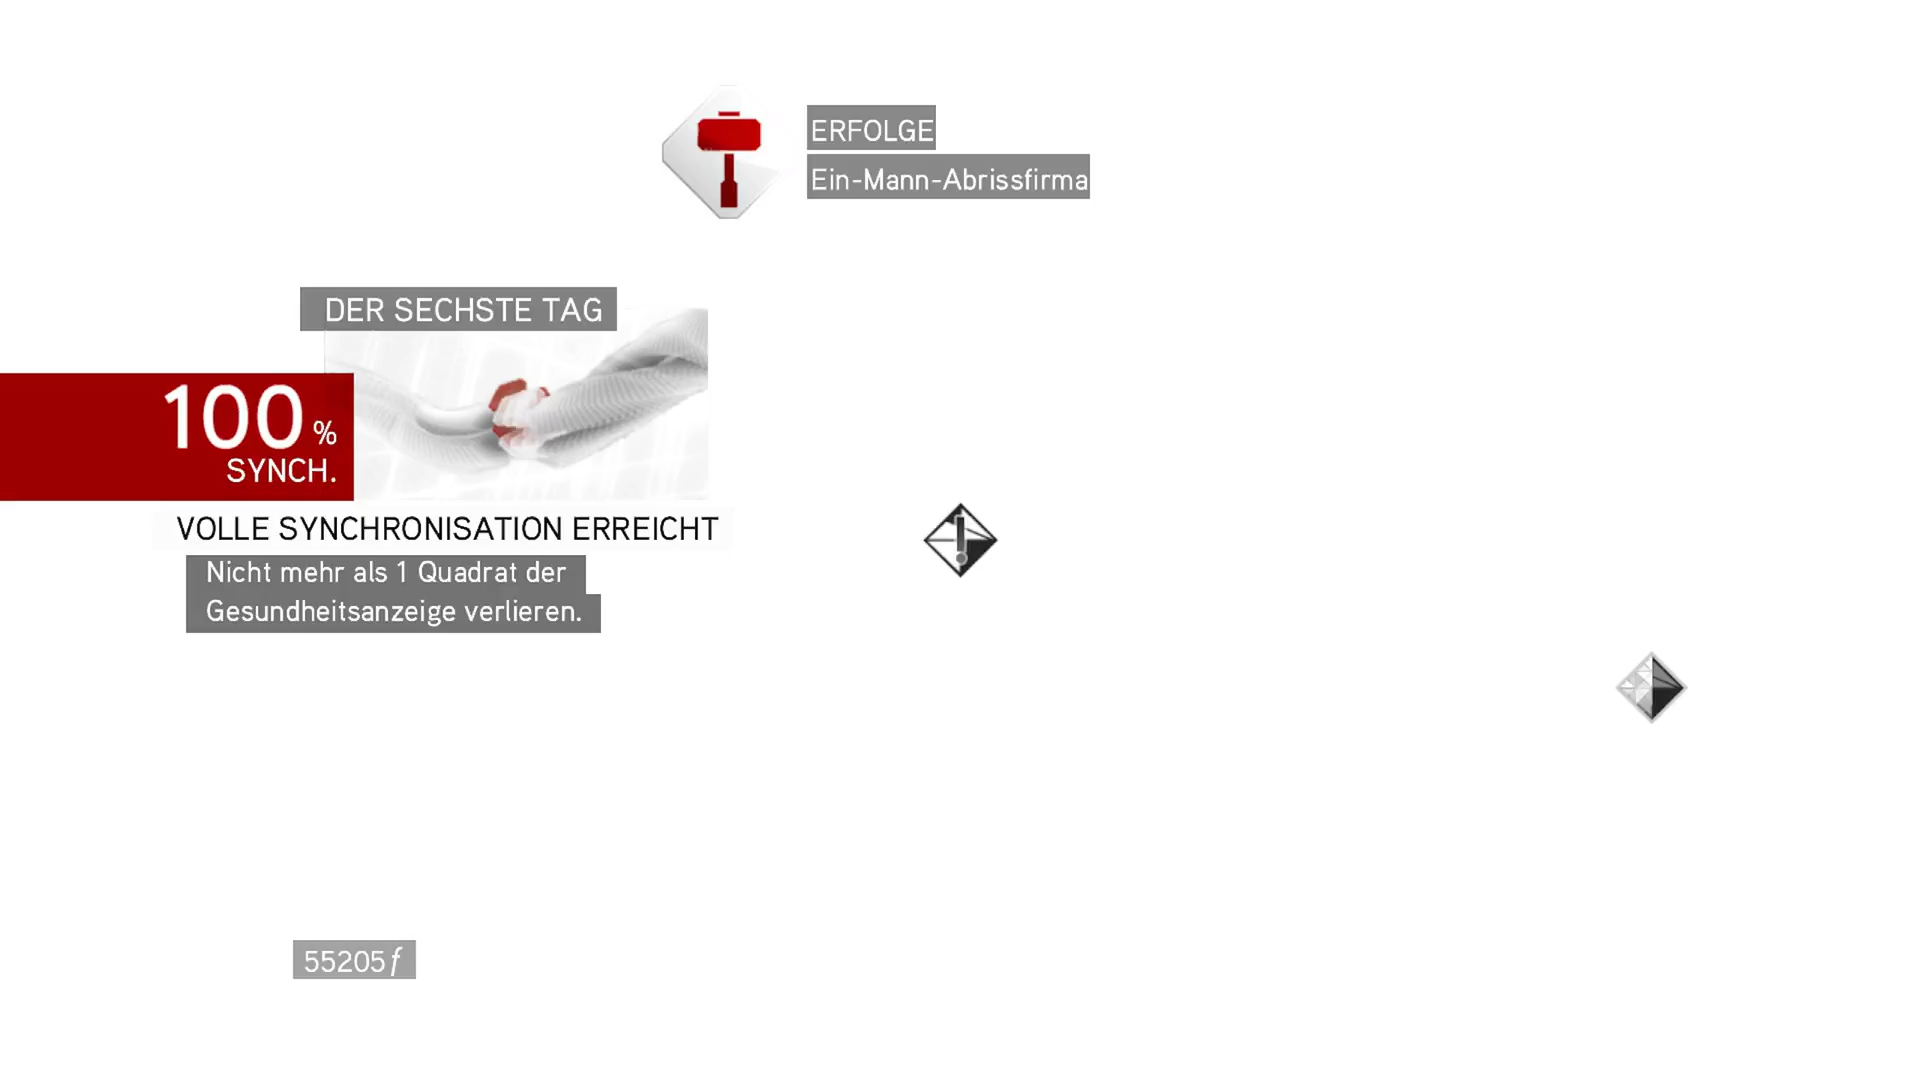 ERFOLGE
Ein-Mann-Abrissfirma
DER SECHSTE TAG
100 %
SYNCH.
VOLLE SYNCHRONISATION ERREICHT
Nicht mehr als 1 Quadrat der
Gesundheitsanzeige verlieren.
55205ƒ